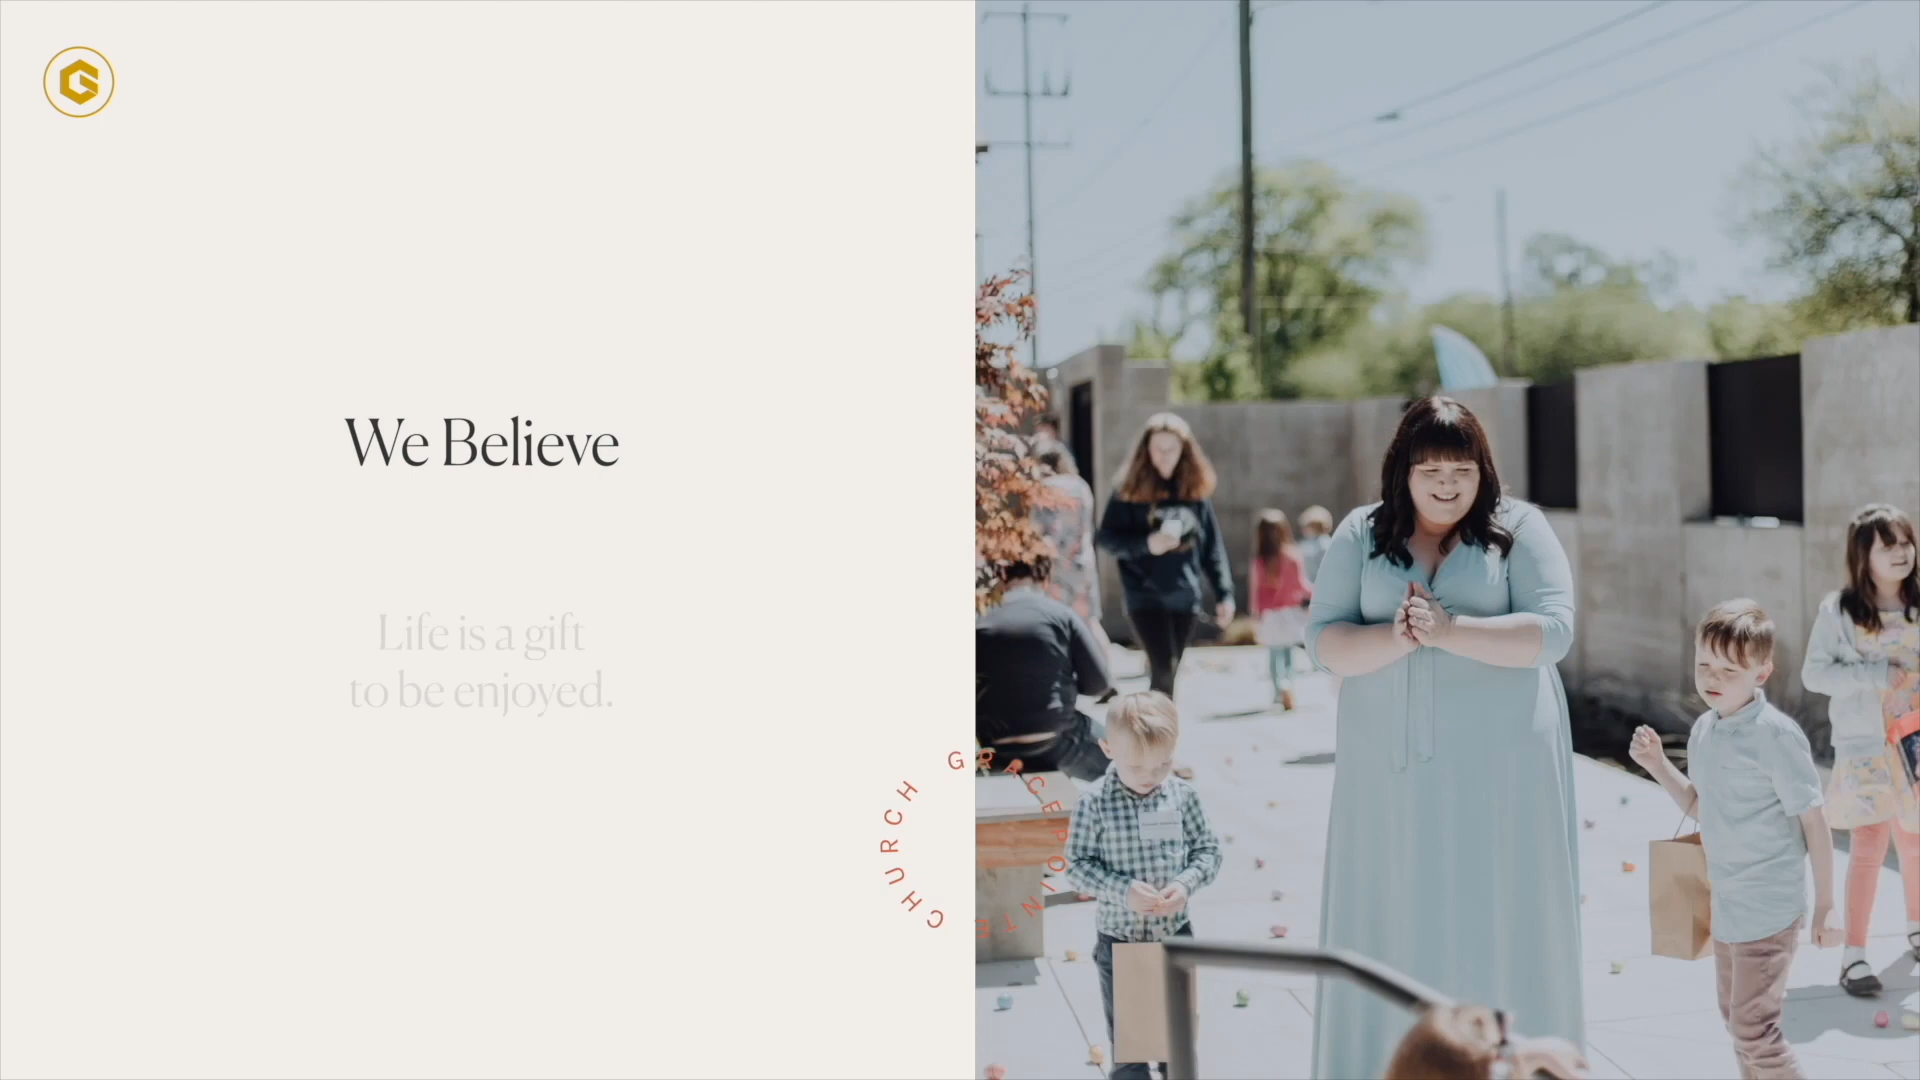 We Believe
Life is a gift
to be enjoyed.
GRACEPOINTE CHURCH